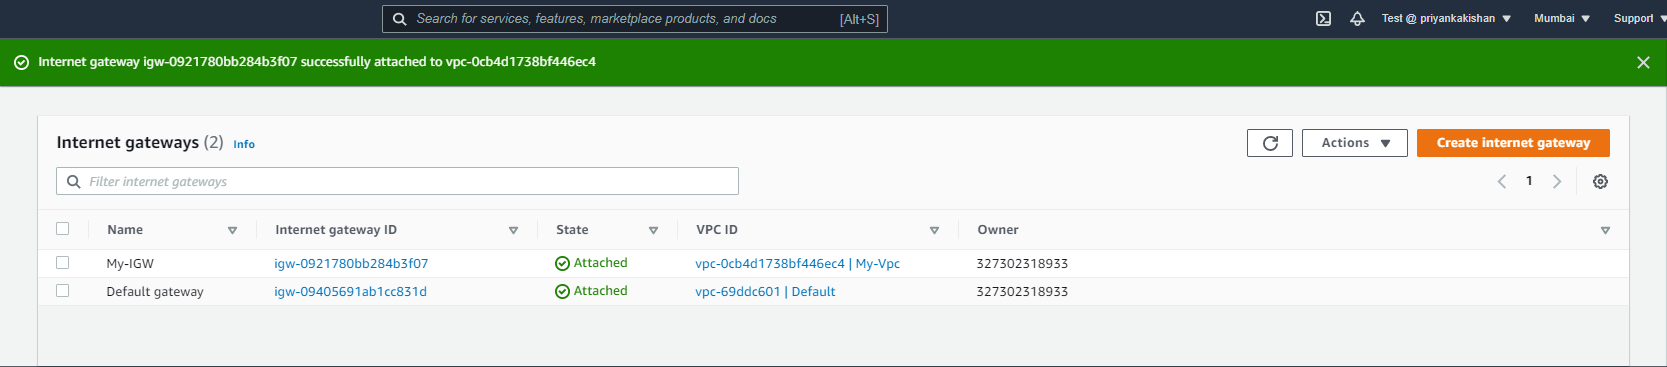 Search for services, features, marketplace products, and docs [Alt+S] Test @ priyankakishan Mumbai Support
Internet gateway igw-0921780bb284b3f07 successfully attached to vpc-0cb4d1738bf446ec4
Internet gateways (2) Info Actions Create internet gateway
Filter internet gateways 1
Name Internet gateway ID State VPC ID Owner
My-IGW igw-0921780bb284b3f07 Attached vpc-0cb4d1738bf446ec4 | My-Vpc 327302318933
Default gateway igw-09405691ab1cc831d Attached vpc-69ddc601 | Default 327302318933